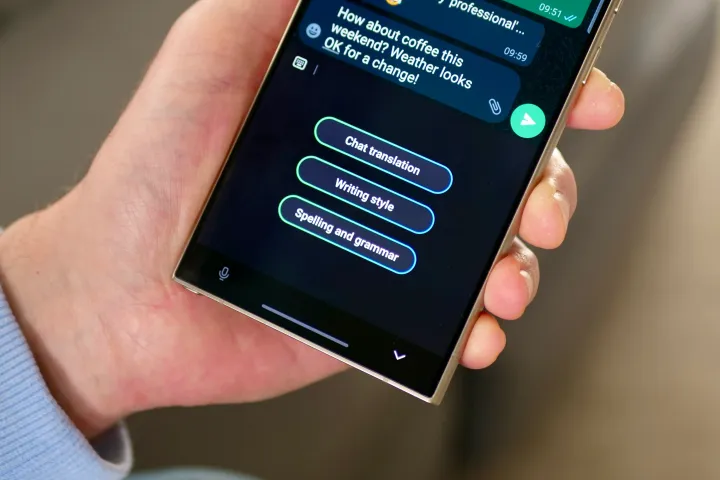 y professional'...
09:51
09:59
How about coffee this
weekend? Weather looks
OK for a change!
Chat translation
Writing style
Spelling and grammar